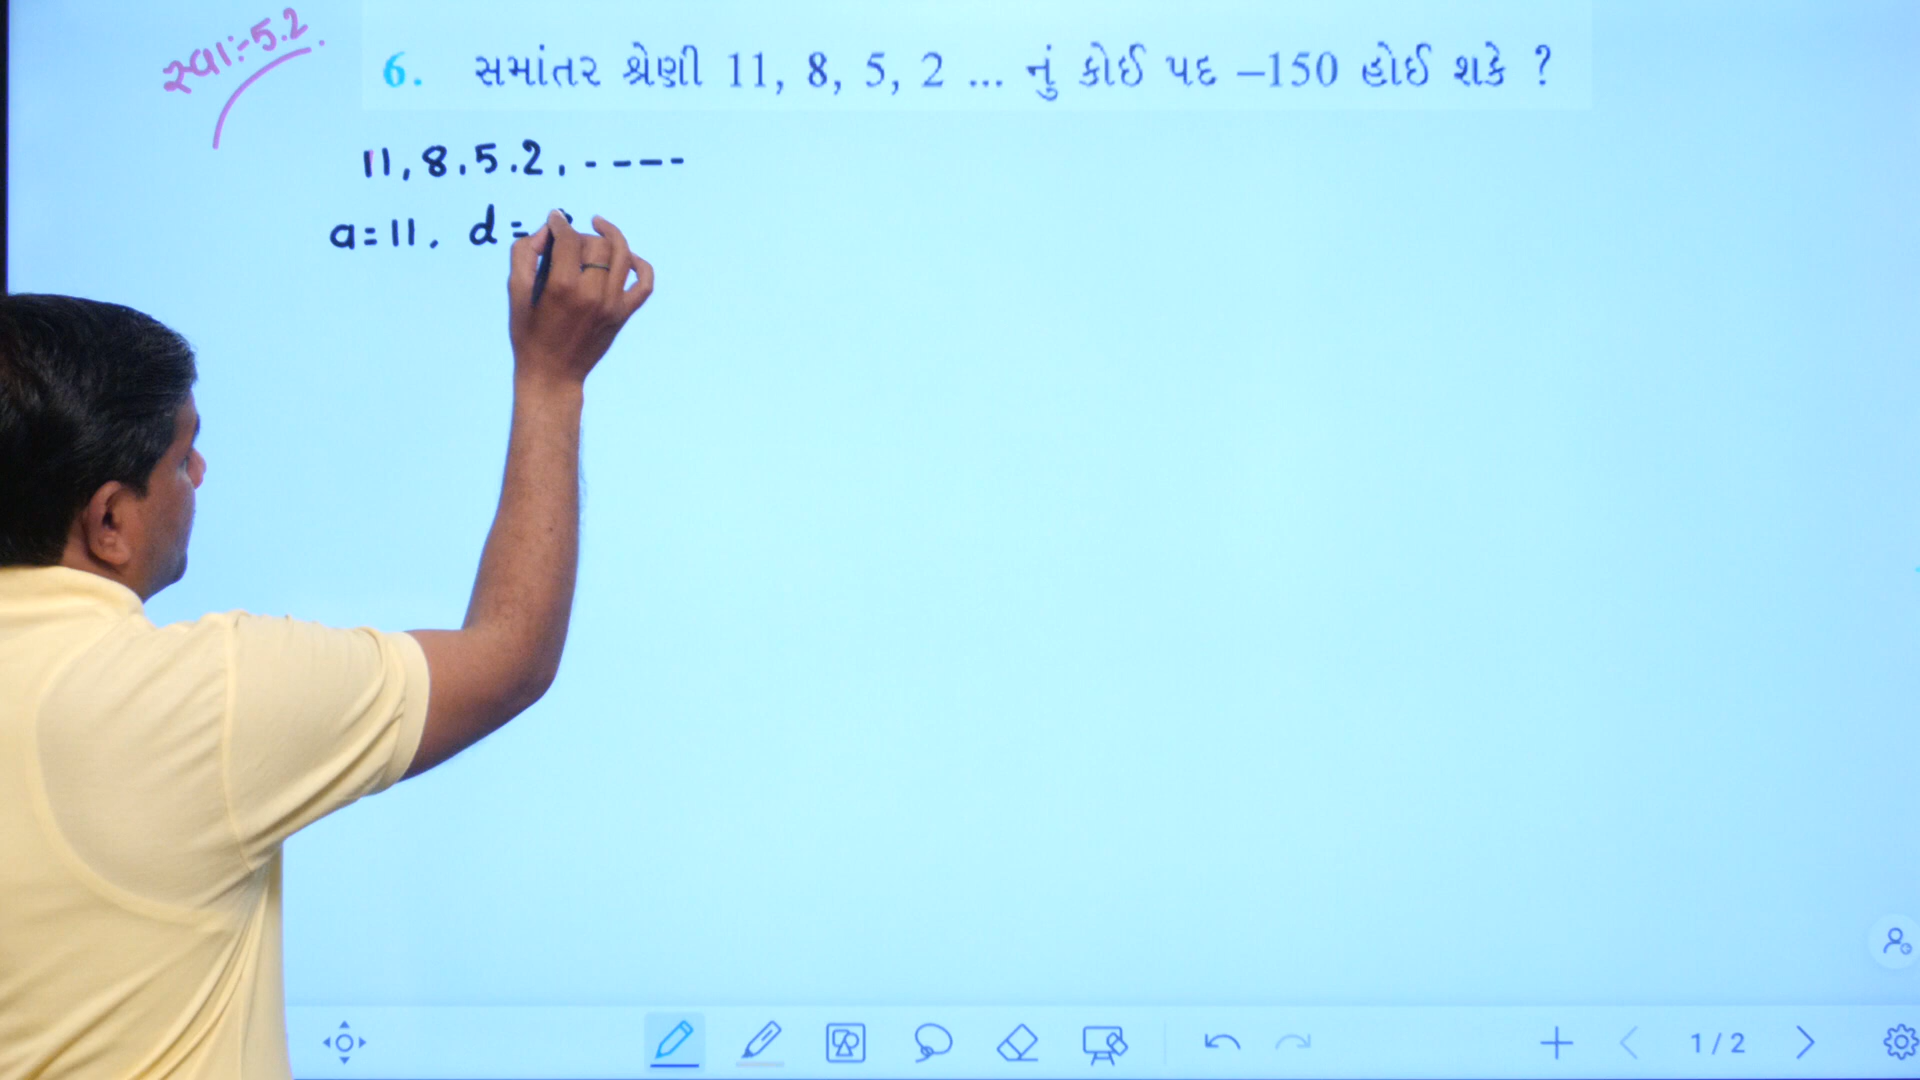 સ્વા:-5.2.
6. સમાંતર શ્રેણી 11, 8, 5, 2 ... નું કોઈ પદ –150 હોઈ શકે ?
11, 8, 5, 2, - - - -
a = 11, d =
1 / 2